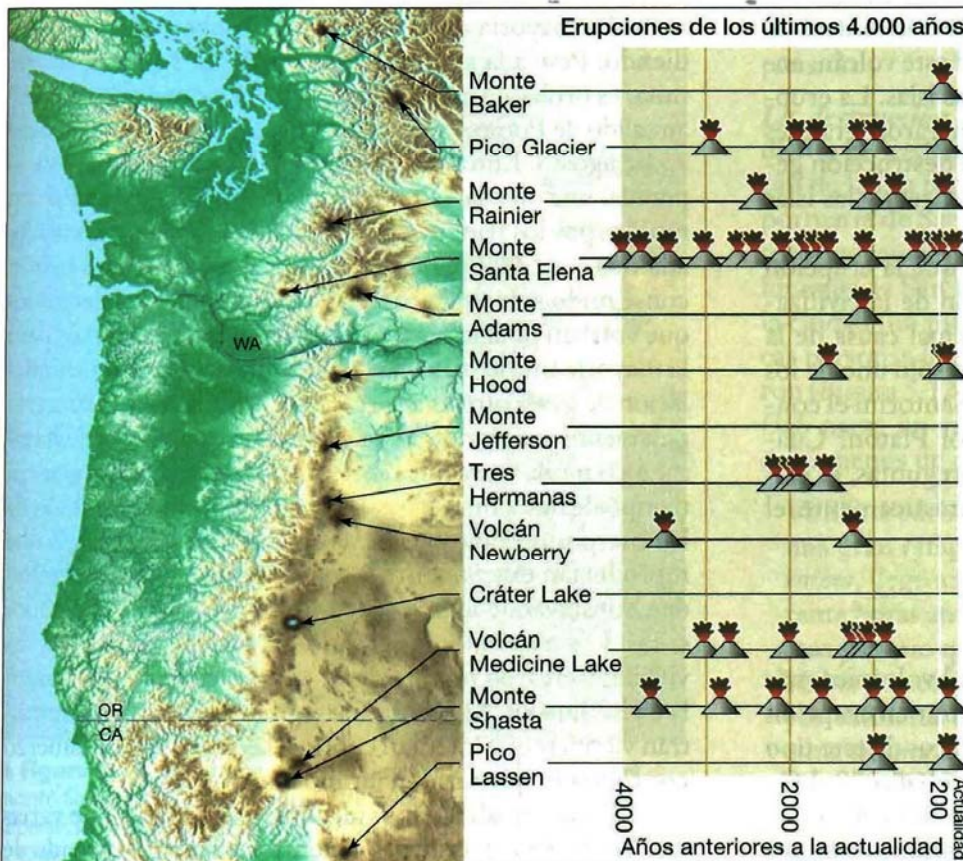 Erupciones de los últimos 4.000 años
Monte
Baker
Pico Glacier
Monte
Rainier
Monte
Santa Elena
Monte
Adams
WA
Monte
Hood
Monte
Jefferson
Tres
Hermanas
Volcán
Newberry
Cráter Lake
Volcán
Medicine Lake
OR
CA
Monte
Shasta
Pico
Lassen
4000
2000
200
Actualidad
Años anteriores a la actualidad